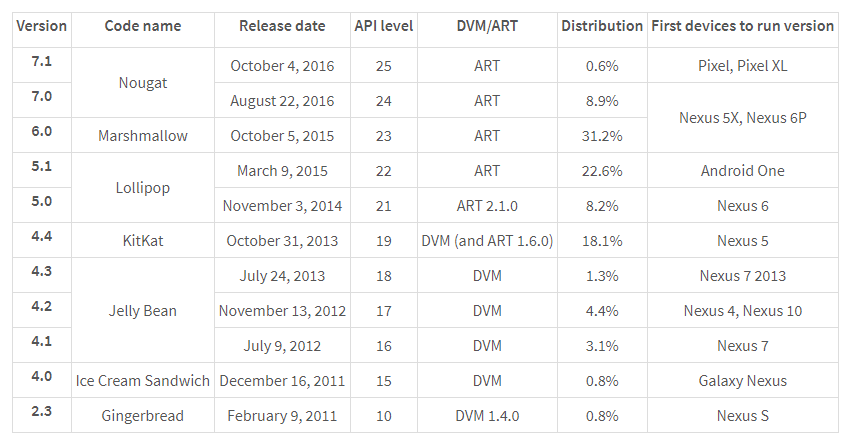 Version Code name Release date API level DVM/ART Distribution First devices to run version
7.1 Nougat October 4, 2016 25 ART 0.6% Pixel, Pixel XL
7.0 August 22, 2016 24 ART 8.9% Nexus 5X, Nexus 6P
6.0 Marshmallow October 5, 2015 23 ART 31.2%
5.1 Lollipop March 9, 2015 22 ART 22.6% Android One
5.0 November 3, 2014 21 ART 2.1.0 8.2% Nexus 6
4.4 KitKat October 31, 2013 19 DVM (and ART 1.6.0) 18.1% Nexus 5
4.3 Jelly Bean July 24, 2013 18 DVM 1.3% Nexus 7 2013
4.2 November 13, 2012 17 DVM 4.4% Nexus 4, Nexus 10
4.1 July 9, 2012 16 DVM 3.1% Nexus 7
4.0 Ice Cream Sandwich December 16, 2011 15 DVM 0.8% Galaxy Nexus
2.3 Gingerbread February 9, 2011 10 DVM 1.4.0 0.8% Nexus S